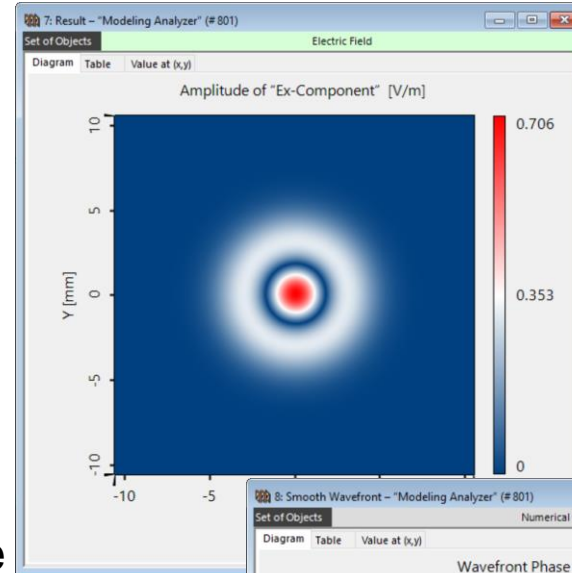 7: Result – "Modeling Analyzer" (# 801)
Set of Objects Electric Field
Diagram Table Value at (x,y)
Amplitude of "Ex-Component" [V/m]
10
0.706
5
Y [mm]
0
0.353
-5
-10
0
-10 -5
8: Smooth Wavefront – "Modeling Analyzer" (# 801)
Set of Objects Numerical
Diagram Table Value at (x,y)
Wavefront Phase